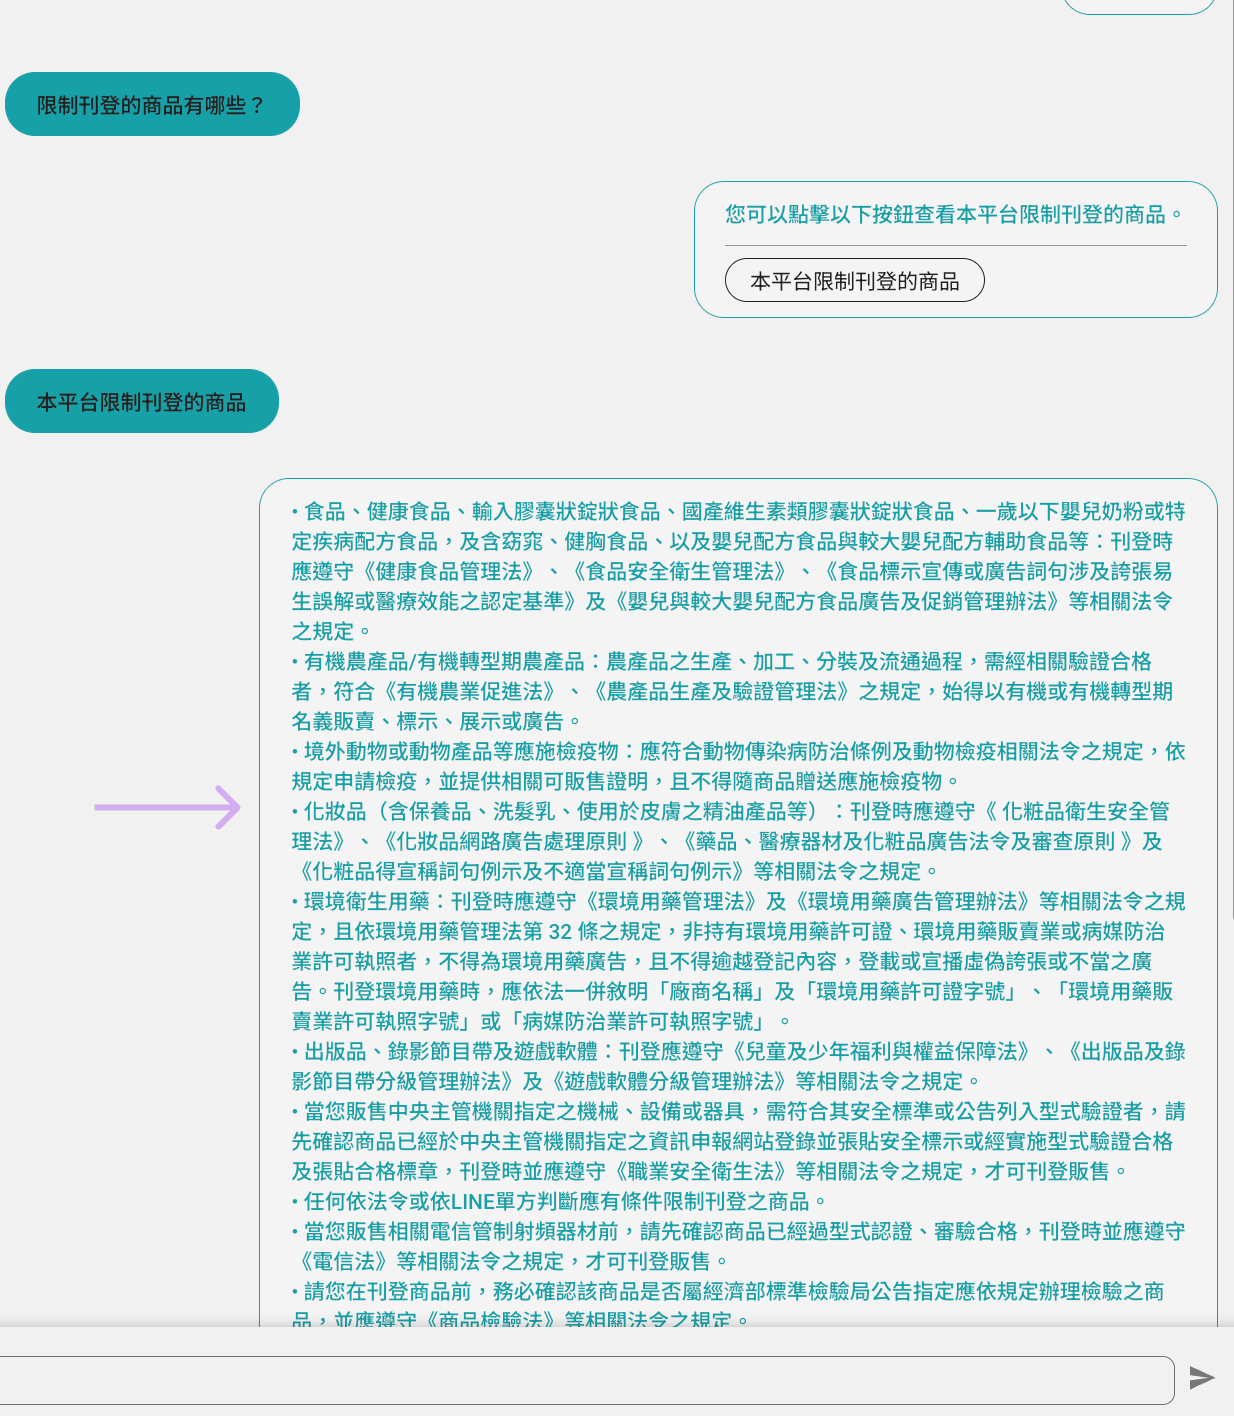 限制刊登的商品有哪些？
您可以點擊以下按鈕查看本平台限制刊登的商品。
本平台限制刊登的商品
本平台限制刊登的商品
• 食品、健康食品、輸入膠囊狀錠狀食品、國產維生素類膠囊狀錠狀食品、一歲以下嬰兒奶粉或特
定疾病配方食品，及含窈窕、健胸食品、以及嬰兒配方食品與較大嬰兒配方輔助食品等：刊登時
應遵守《健康食品管理法》、《食品安全衛生管理法》、《食品標示宣傳或廣告詞句涉及誇張易
生誤解或醫療效能之認定基準》及《嬰兒與較大嬰兒配方食品廣告及促銷管理辦法》等相關法令
之規定。
• 有機農產品/有機轉型期農產品：農產品之生產、加工、分裝及流通過程，需經相關驗證合格
者，符合《有機農業促進法》、《農產品生產及驗證管理法》之規定，始得以有機或有機轉型期
名義販賣、標示、展示或廣告。
• 境外動物或動物產品等應施檢疫物：應符合動物傳染病防治條例及動物檢疫相關法令之規定，依
規定申請檢疫，並提供相關可販售證明，且不得隨商品贈送應施檢疫物。
• 化妝品（含保養品、洗髮乳、使用於皮膚之精油產品等）：刊登時應遵守《 化粧品衛生安全管
理法》、《化妝品網路廣告處理原則 》、《藥品、醫療器材及化粧品廣告法令及審查原則 》及
《化粧品得宣稱詞句例示及不適當宣稱詞句例示》等相關法令之規定。
• 環境衛生用藥：刊登時應遵守《環境用藥管理法》及《環境用藥廣告管理辦法》等相關法令之規
定，且依環境用藥管理法第 32 條之規定，非持有環境用藥許可證、環境用藥販賣業或病媒防治
業許可執照者，不得為環境用藥廣告，且不得逾越登記內容，登載或宣播虛偽誇張或不當之廣
告。刊登環境用藥時，應依法一併敘明「廠商名稱」及「環境用藥許可證字號」、「環境用藥販
賣業許可執照字號」或「病媒防治業許可執照字號」。
• 出版品、錄影節目帶及遊戲軟體：刊登應遵守《兒童及少年福利與權益保障法》、《出版品及錄
影節目帶分級管理辦法》及《遊戲軟體分級管理辦法》等相關法令之規定。
• 當您販售中央主管機關指定之機械、設備或器具，需符合其安全標準或公告列入型式驗證者，請
先確認商品已經於中央主管機關指定之資訊申報網站登錄並張貼安全標示或經實施型式驗證合格
及張貼合格標章，刊登時並應遵守《職業安全衛生法》等相關法令之規定，才可刊登販售。
• 任何依法令或依LINE單方判斷應有條件限制刊登之商品。
• 當您販售相關電信管制射頻器材前，請先確認商品已經過型式認證、審驗合格，刊登時並應遵守
《電信法》等相關法令之規定，才可刊登販售。
• 請您在刊登商品前，務必確認該商品是否屬經濟部標準檢驗局公告指定應依規定辦理檢驗之商
品，並應遵守《商品檢驗法》等相關法令之規定。